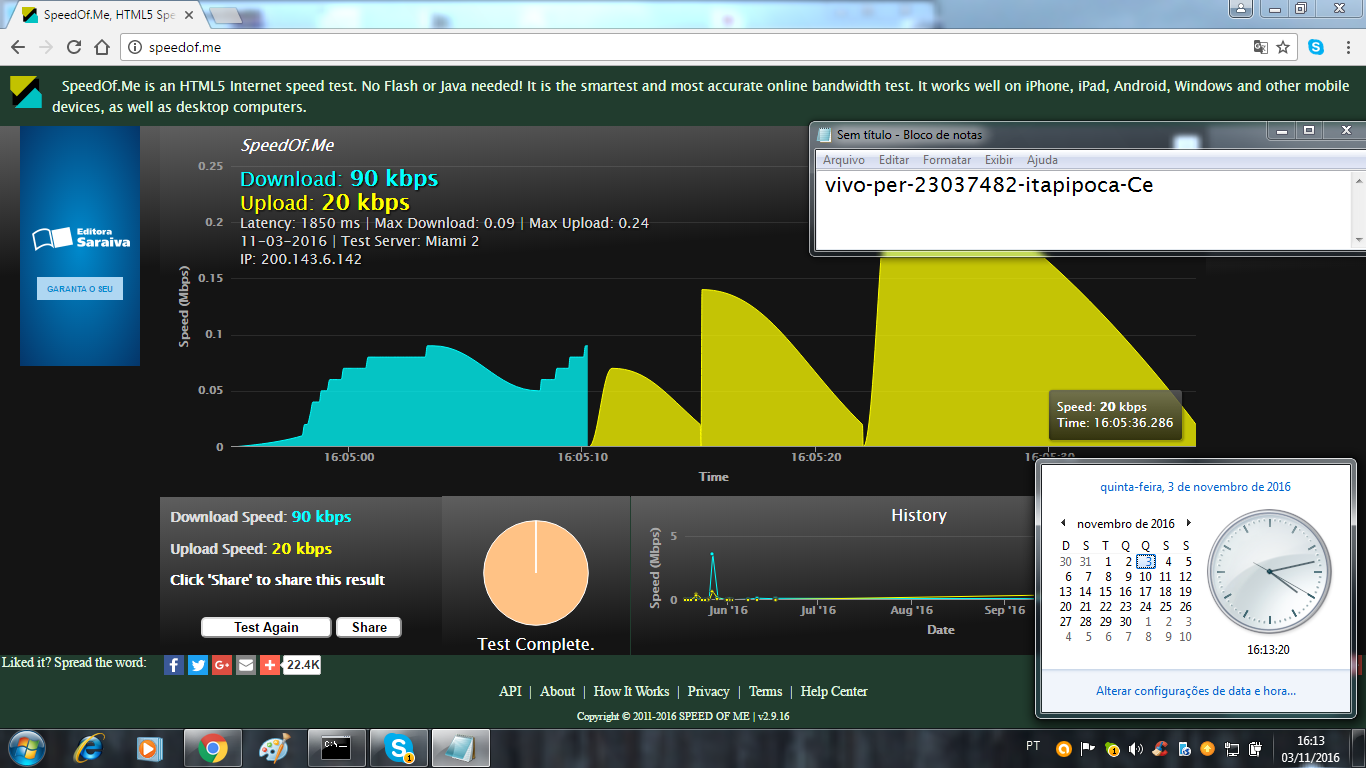 SpeedOf.Me, HTML5 Spe
speedof.me
SpeedOf.Me is an HTML5 Internet speed test. No Flash or Java needed! It is the smartest and most accurate online bandwidth test. It works well on iPhone, iPad, Android, Windows and other mobile
devices, as well as desktop computers.
Editora
Saraiva
GARANTA O SEU
SpeedOf.Me
Download: 90 kbps
Upload: 20 kbps
Latency: 1850 ms | Max Download: 0.09 | Max Upload: 0.24
11-03-2016 | Test Server: Miami 2
IP: 200.143.6.142
0.25
0.2
0.15
0.1
0.05
0
Speed (Mbps)
16:05:00 16:05:10 16:05:20 16:05:30
Time
Speed: 20 kbps
Time: 16:05:36.286
Sem título - Bloco de notas
Arquivo Editar Formatar Exibir Ajuda
vivo-per-23037482-itapipoca-Ce
Download Speed: 90 kbps
Upload Speed: 20 kbps
Click 'Share' to share this result
Test Again Share
Test Complete.
History
Speed (Mbps)
5
0
Jun '16 Jul '16 Aug '16 Sep '16
Date
quinta-feira, 3 de novembro de 2016
novembro de 2016
D S T Q Q S S
30 31 1 2 3 4 5
6 7 8 9 10 11 12
13 14 15 16 17 18 19
20 21 22 23 24 25 26
27 28 29 30 1 2 3
4 5 6 7 8 9 10
16:13:20
Alterar configurações de data e hora...
Liked it? Spread the word:
22.4K
API | About | How It Works | Privacy | Terms | Help Center
Copyright © 2011-2016 SPEED OF ME | v2.9.16
PT
16:13
03/11/2016